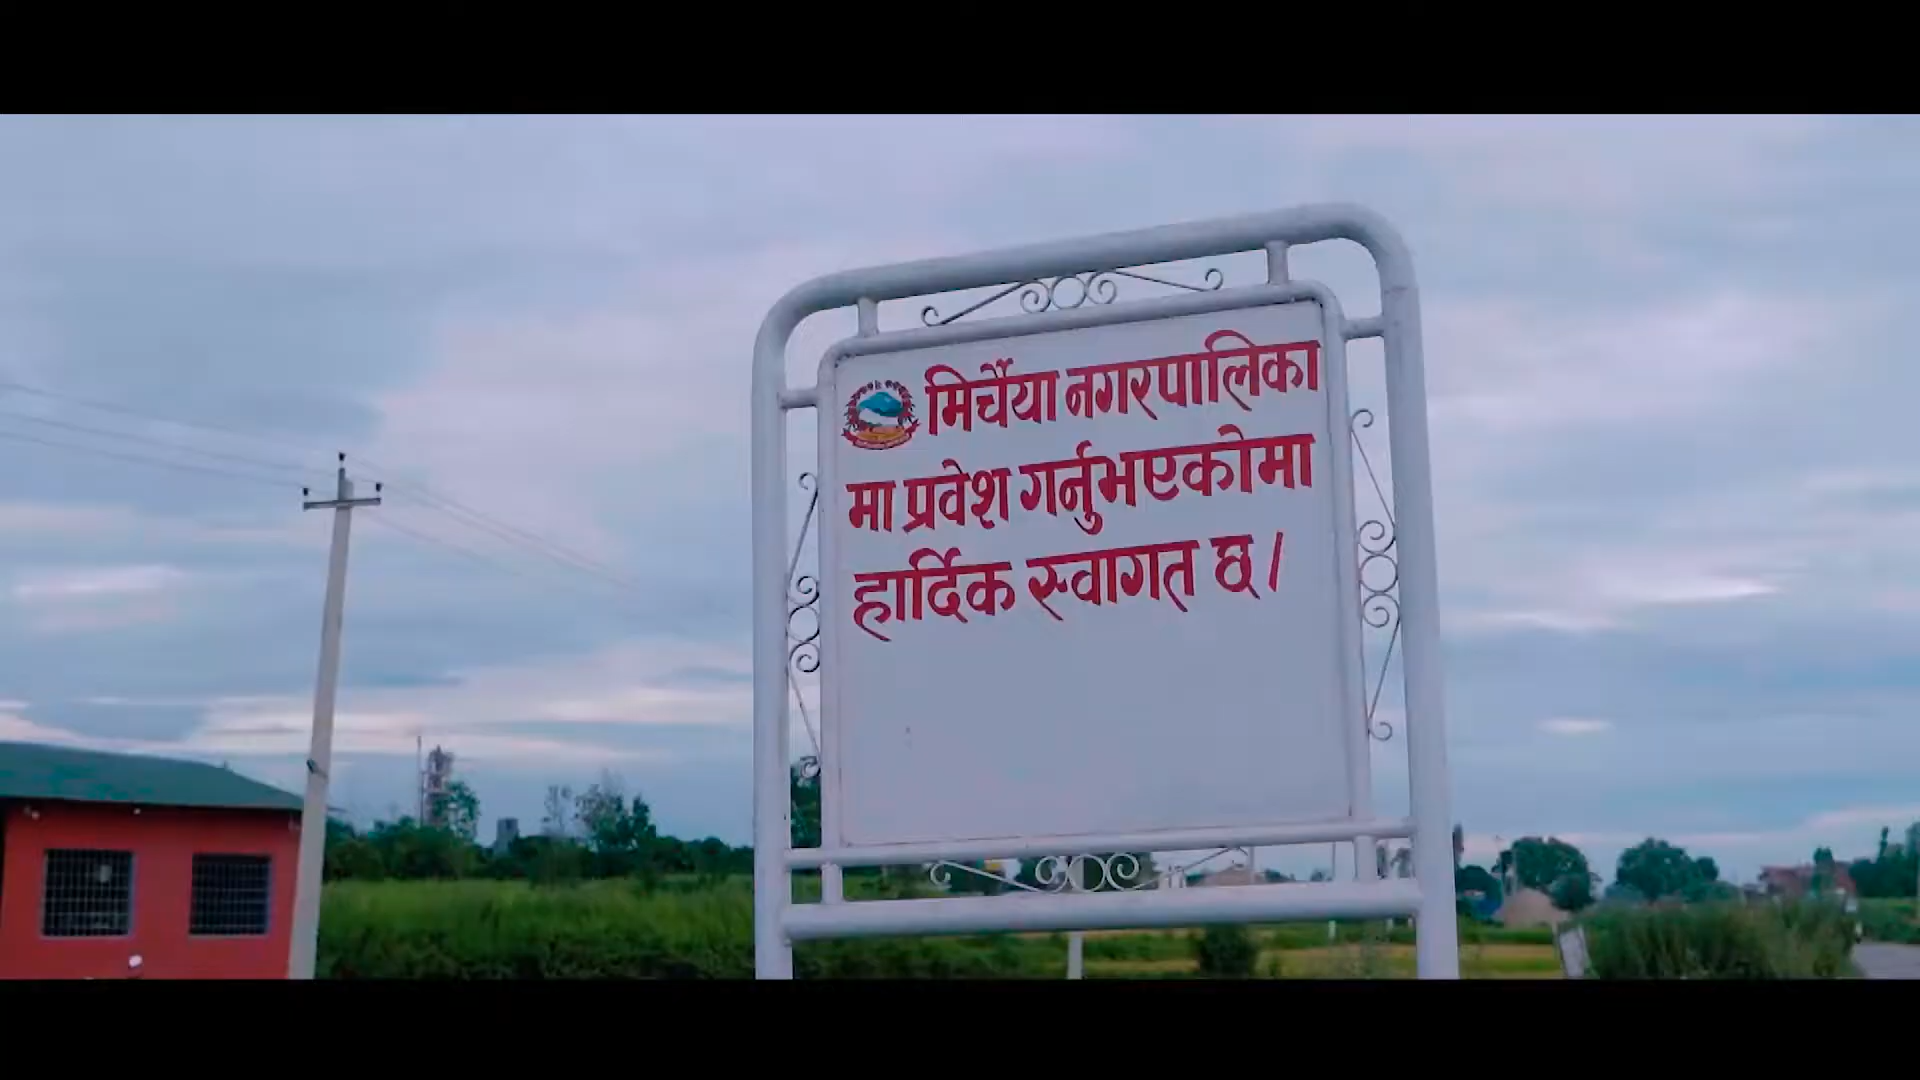 मिर्चैया नगरपालिका
मा प्रवेश गर्नुभएकोमा
हार्दिक स्वागत छ।